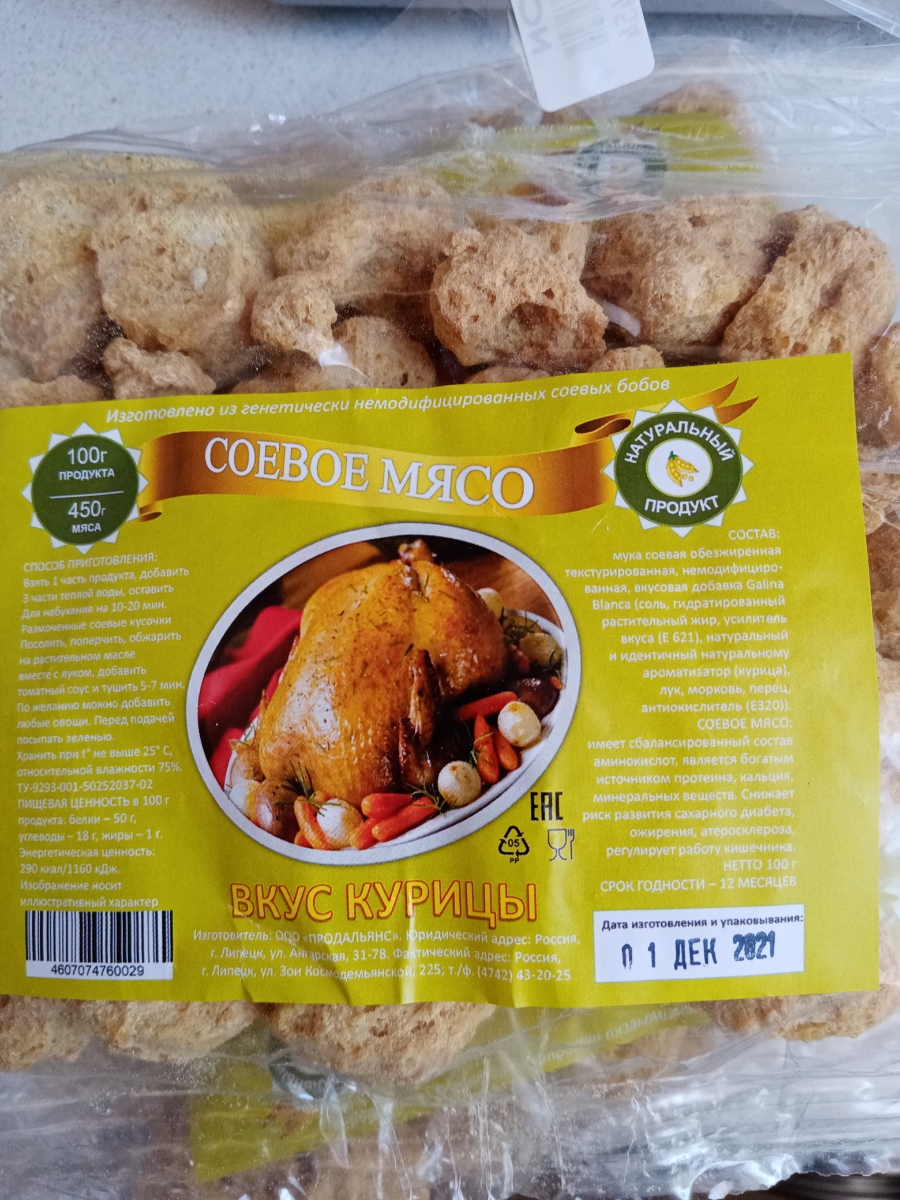 Изготовлено из генетически немодифицированных соевых бобов
100г
ПРОДУКТА
450г
МЯСА
СОЕВОЕ МЯСО
НАТУРАЛЬНЫЙ
ПРОДУКТ
СПОСОБ ПРИГОТОВЛЕНИЯ:
Взять 1 часть продукта, добавить
3 части теплой воды, оставить
Для набухания на 10-20 мин.
Размоченные соевые кусочки
Посолить, поперчить, обжарить
на растительном масле
вместе с луком, добавить
томатный соус и тушить 5-7 мин.
По желанию можно добавить
любые овощи. Перед подачей
посыпать зеленью.
Хранить при t° не выше 25° С,
относительной влажности 75%.
ТУ-9293-001-50252037-02
ПИЩЕВАЯ ЦЕННОСТЬ в 100 г
продукта: белки – 50 г,
углеводы – 18 г, жиры – 1 г.
Энергетическая ценность:
290 ккал/1160 кДж.
Изображение носит
иллюстративный характер
4607074760029
СОСТАВ:
мука соевая обезжиренная
текстурированная, немодифициро-
ванная, вкусовая добавка Galina
Blanca (соль, гидратированный
растительный жир, усилитель
вкуса (Е 621), натуральный
и идентичный натуральному
ароматизатор (курица),
лук, морковь, перец,
антиокислитель (Е320)).
СОЕВОЕ МЯСО:
имеет сбалансированный состав
аминокислот, является богатым
источником протеина, кальция,
минеральных веществ. Снижает
риск развития сахарного диабета,
ожирения, атеросклероза,
регулирует работу кишечника.
НЕТТО 100 г
СРОК ГОДНОСТИ – 12 МЕСЯЦЕВ
EAC
05
PP
ВКУС КУРИЦЫ
Изготовитель: ООО «ПРОДАЛЬЯНС». Юридический адрес: Россия,
г. Липецк, ул. Ангарская, 31-78. Фактический адрес: Россия,
г. Липецк, ул. Зои Космодемьянской, 225; т./ф. (4742) 43-20-25
Дата изготовления и упаковывания:
0 1 ДЕК 2021